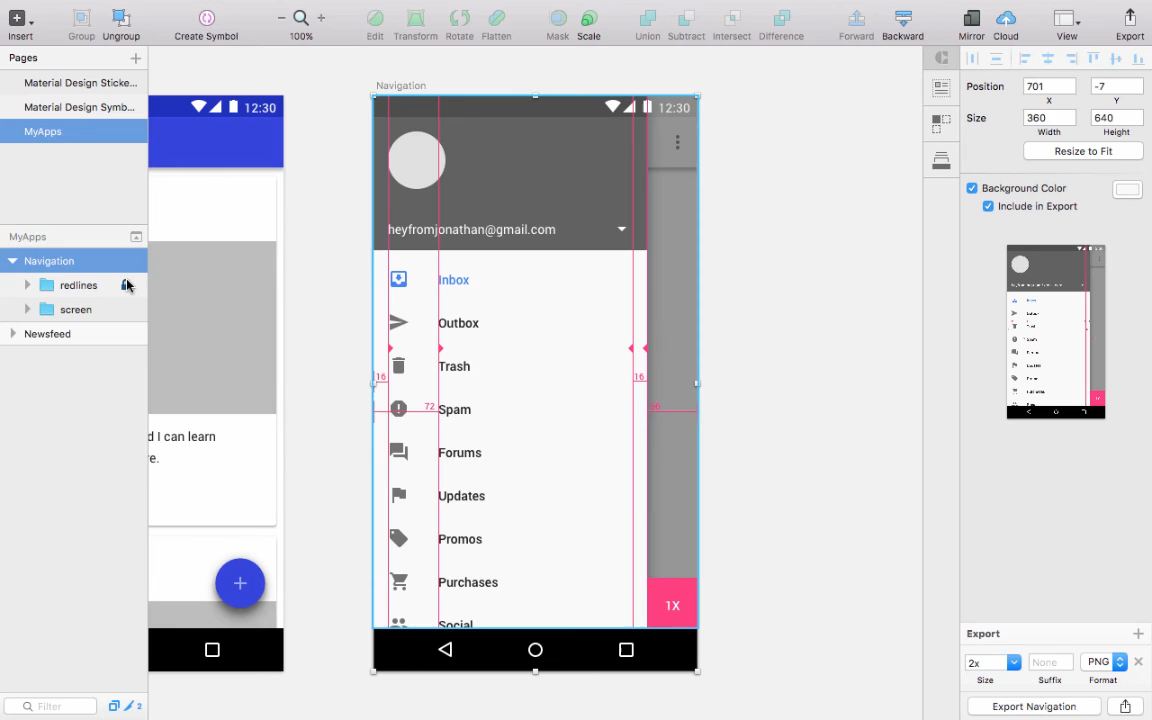 Insert
Group
Ungroup
Create Symbol
100%
Edit
Transform
Rotate
Flatten
Mask
Scale
Union
Subtract
Intersect
Difference
Forward
Backward
Mirror
Cloud
View
Export
Pages
Material Design Sticke...
Material Design Symb...
MyApps
MyApps
Navigation
redlines
screen
Newsfeed
Filter
2
12:30
d I can learn
e.
Navigation
12:30
heyfromjonathan@gmail.com
Inbox
Outbox
Trash
16
16
72
Spam
Forums
Updates
Promos
Purchases
Social
1X
Position
701
-7
X
Y
Size
360
640
Width
Height
Resize to Fit
Background Color
Include in Export
Export
2x
None
PNG
Size
Suffix
Format
Export Navigation